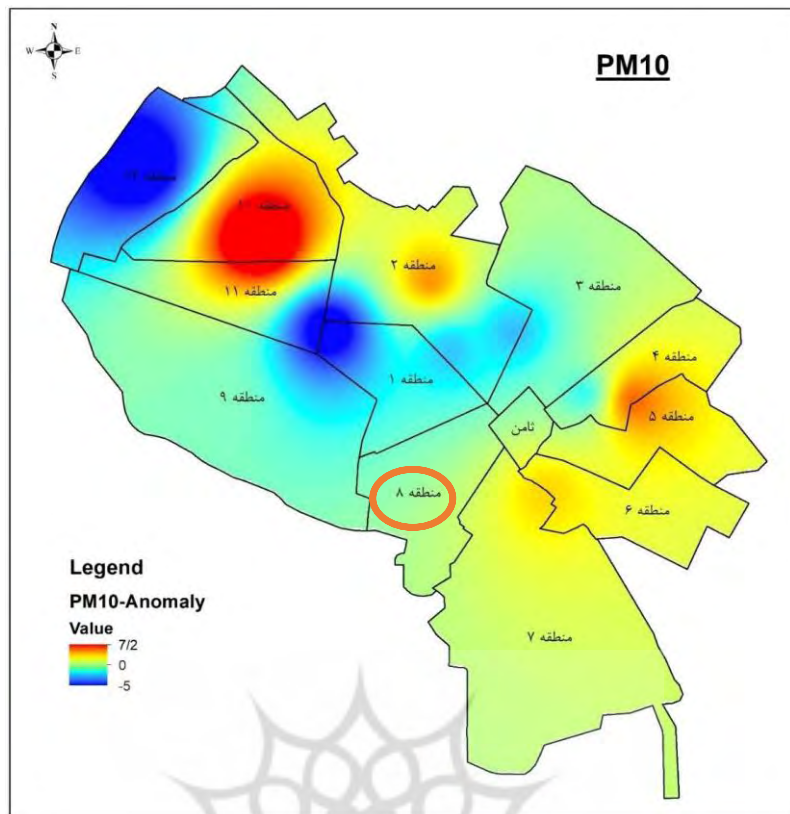 N
W E
S
PM10
منطقه ۱۲
منطقه ۱۰
منطقه ۲
منطقه ۳
منطقه ۱۱
منطقه ۴
منطقه ۱
منطقه ۹
منطقه ۵
ثامن
منطقه ۸
منطقه ۶
Legend
PM10-Anomaly
Value
7/2
0
-5
منطقه ۷